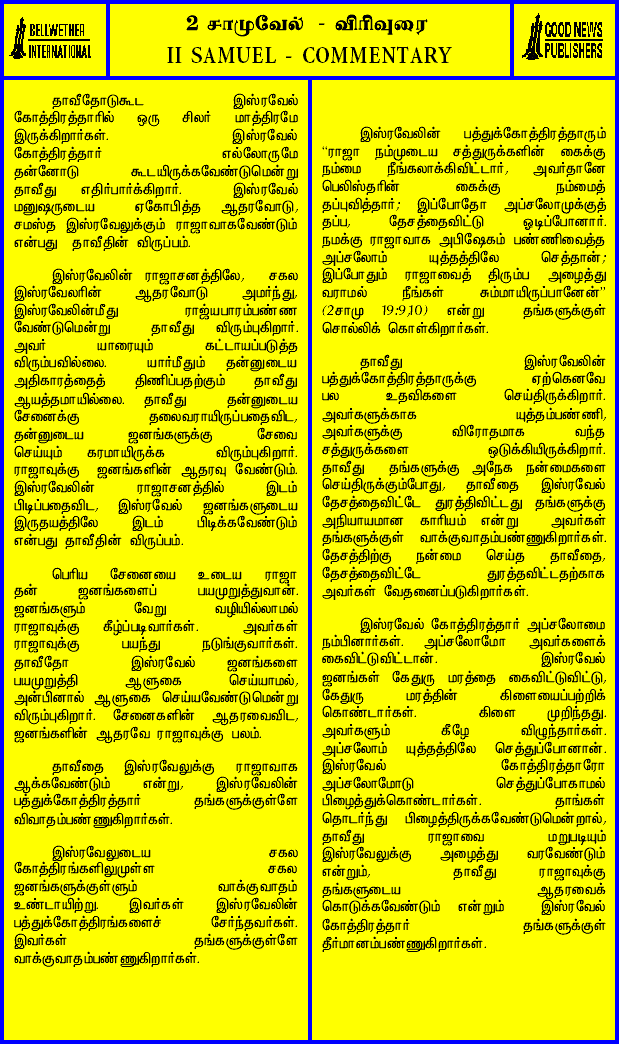 BELLWETHER
INTERNATIONAL
2 சாமுவேல் - விரிவுரை
II SAMUEL - COMMENTARY
GOOD NEWS
PUBLISHERS
தாவீதோடுகூட இஸ்ரவேல்
கோத்திரத்தாரில் ஒரு சிலர் மாத்திரமே
இருக்கிறார்கள். இஸ்ரவேல்
கோத்திரத்தார் எல்லோருமே
தன்னோடு கூடயிருக்கவேண்டுமென்று
தாவீது எதிர்பார்க்கிறார். இஸ்ரவேல்
மனுஷருடைய ஏகோபித்த ஆதரவோடு,
சமஸ்த இஸ்ரவேலுக்கும் ராஜாவாகவேண்டும்
என்பது தாவீதின் விருப்பம்.
இஸ்ரவேலின் ராஜாசனத்திலே, சகல
இஸ்ரவேலரின் ஆதரவோடு அமர்ந்து,
இஸ்ரவேலின்மீது ராஜ்யபாரம்பண்ண
வேண்டுமென்று தாவீது விரும்புகிறார்.
அவர் யாரையும் கட்டாயப்படுத்த
விரும்பவில்லை. யார்மீதும் தன்னுடைய
அதிகாரத்தைத் திணிப்பதற்கும் தாவீது
ஆயத்தமாயில்லை. தாவீது தன்னுடைய
சேனைக்கு தலைவராயிருப்பதைவிட,
தன்னுடைய ஜனங்களுக்கு சேவை
செய்யும் கரமாயிருக்க விரும்புகிறார்.
ராஜாவுக்கு ஜனங்களின் ஆதரவு வேண்டும்.
இஸ்ரவேலின் ராஜாசனத்தில் இடம்
பிடிப்பதைவிட, இஸ்ரவேல் ஜனங்களுடைய
இருதயத்திலே இடம் பிடிக்கவேண்டும்
என்பது தாவீதின் விருப்பம்.
பெரிய சேனையை உடைய ராஜா
தன் ஜனங்களைப் பயமுறுத்துவான்.
ஜனங்களும் வேறு வழியில்லாமல்
ராஜாவுக்கு கீழ்ப்படிவார்கள். அவர்கள்
ராஜாவுக்கு பயந்து நடுங்குவார்கள்.
தாவீதோ இஸ்ரவேல் ஜனங்களை
பயமுறுத்தி ஆளுகை செய்யாமல்,
அன்பினால் ஆளுகை செய்யவேண்டுமென்று
விரும்புகிறார். சேனைகளின் ஆதரவைவிட,
ஜனங்களின் ஆதரவே ராஜாவுக்கு பலம்.
தாவீதை இஸ்ரவேலுக்கு ராஜாவாக
ஆக்கவேண்டும் என்று, இஸ்ரவேலின்
பத்துக்கோத்திரத்தார் தங்களுக்குள்ளே
விவாதம்பண்ணுகிறார்கள்.
இஸ்ரவேலுடைய சகல
கோத்திரங்களிலுமுள்ள சகல
ஜனங்களுக்குள்ளும் வாக்குவாதம்
உண்டாயிற்று. இவர்கள் இஸ்ரவேலின்
பத்துக்கோத்திரங்களைச் சேர்ந்தவர்கள்.
இவர்கள் தங்களுக்குள்ளே
வாக்குவாதம்பண்ணுகிறார்கள்.
இஸ்ரவேலின் பத்துக்கோத்திரத்தாரும்
“ராஜா நம்முடைய சத்துருக்களின் கைக்கு
நம்மை நீங்கலாக்கிவிட்டார், அவர்தானே
பெலிஸ்தரின் கைக்கு நம்மைத்
தப்புவித்தார்; இப்போதோ அப்சலோமுக்குத்
தப்ப, தேசத்தைவிட்டு ஓடிப்போனார்.
நமக்கு ராஜாவாக அபிஷேகம் பண்ணிவைத்த
அப்சலோம் யுத்தத்திலே செத்தான்;
இப்போதும் ராஜாவைத் திரும்ப அழைத்து
வராமல் நீங்கள் சும்மாயிருப்பானேன்”
(2சாமு 19:9,10) என்று தங்களுக்குள்
சொல்லிக் கொள்கிறார்கள்.
தாவீது இஸ்ரவேலின்
பத்துக்கோத்திரத்தாருக்கு ஏற்கெனவே
பல உதவிகளை செய்திருக்கிறார்.
அவர்களுக்காக யுத்தம்பண்ணி,
அவர்களுக்கு விரோதமாக வந்த
சத்துருக்களை ஒடுக்கியிருக்கிறார்.
தாவீது தங்களுக்கு அநேக நன்மைகளை
செய்திருக்கும்போது, தாவீதை இஸ்ரவேல்
தேசத்தைவிட்டே துரத்திவிட்டது தங்களுக்கு
அநியாயமான காரியம் என்று அவர்கள்
தங்களுக்குள் வாக்குவாதம்பண்ணுகிறார்கள்.
தேசத்திற்கு நன்மை செய்த தாவீதை,
தேசத்தைவிட்டே துரத்தவிட்டதற்காக
அவர்கள் வேதனைப்படுகிறார்கள்.
இஸ்ரவேல் கோத்திரத்தார் அப்சலோமை
நம்பினார்கள். அப்சலோமோ அவர்களைக்
கைவிட்டுவிட்டான். இஸ்ரவேல்
ஜனங்கள் கேதுரு மரத்தை கைவிட்டுவிட்டு,
கேதுரு மரத்தின் கிளையைப்பற்றிக்
கொண்டார்கள். கிளை முறிந்தது.
அவர்களும் கீழே விழுந்தார்கள்.
அப்சலோம் யுத்தத்திலே செத்துப்போனான்.
இஸ்ரவேல் கோத்திரத்தாரோ
அப்சலோமோடு செத்துப்போகாமல்
பிழைத்துக்கொண்டார்கள். தாங்கள்
தொடர்ந்து பிழைத்திருக்கவேண்டுமென்றால்,
தாவீது ராஜாவை மறுபடியும்
இஸ்ரவேலுக்கு அழைத்து வரவேண்டும்
என்றும், தாவீது ராஜாவுக்கு
தங்களுடைய ஆதரவைக்
கொடுக்கவேண்டும் என்றும் இஸ்ரவேல்
கோத்திரத்தார் தங்களுக்குள்
தீர்மானம்பண்ணுகிறார்கள்.